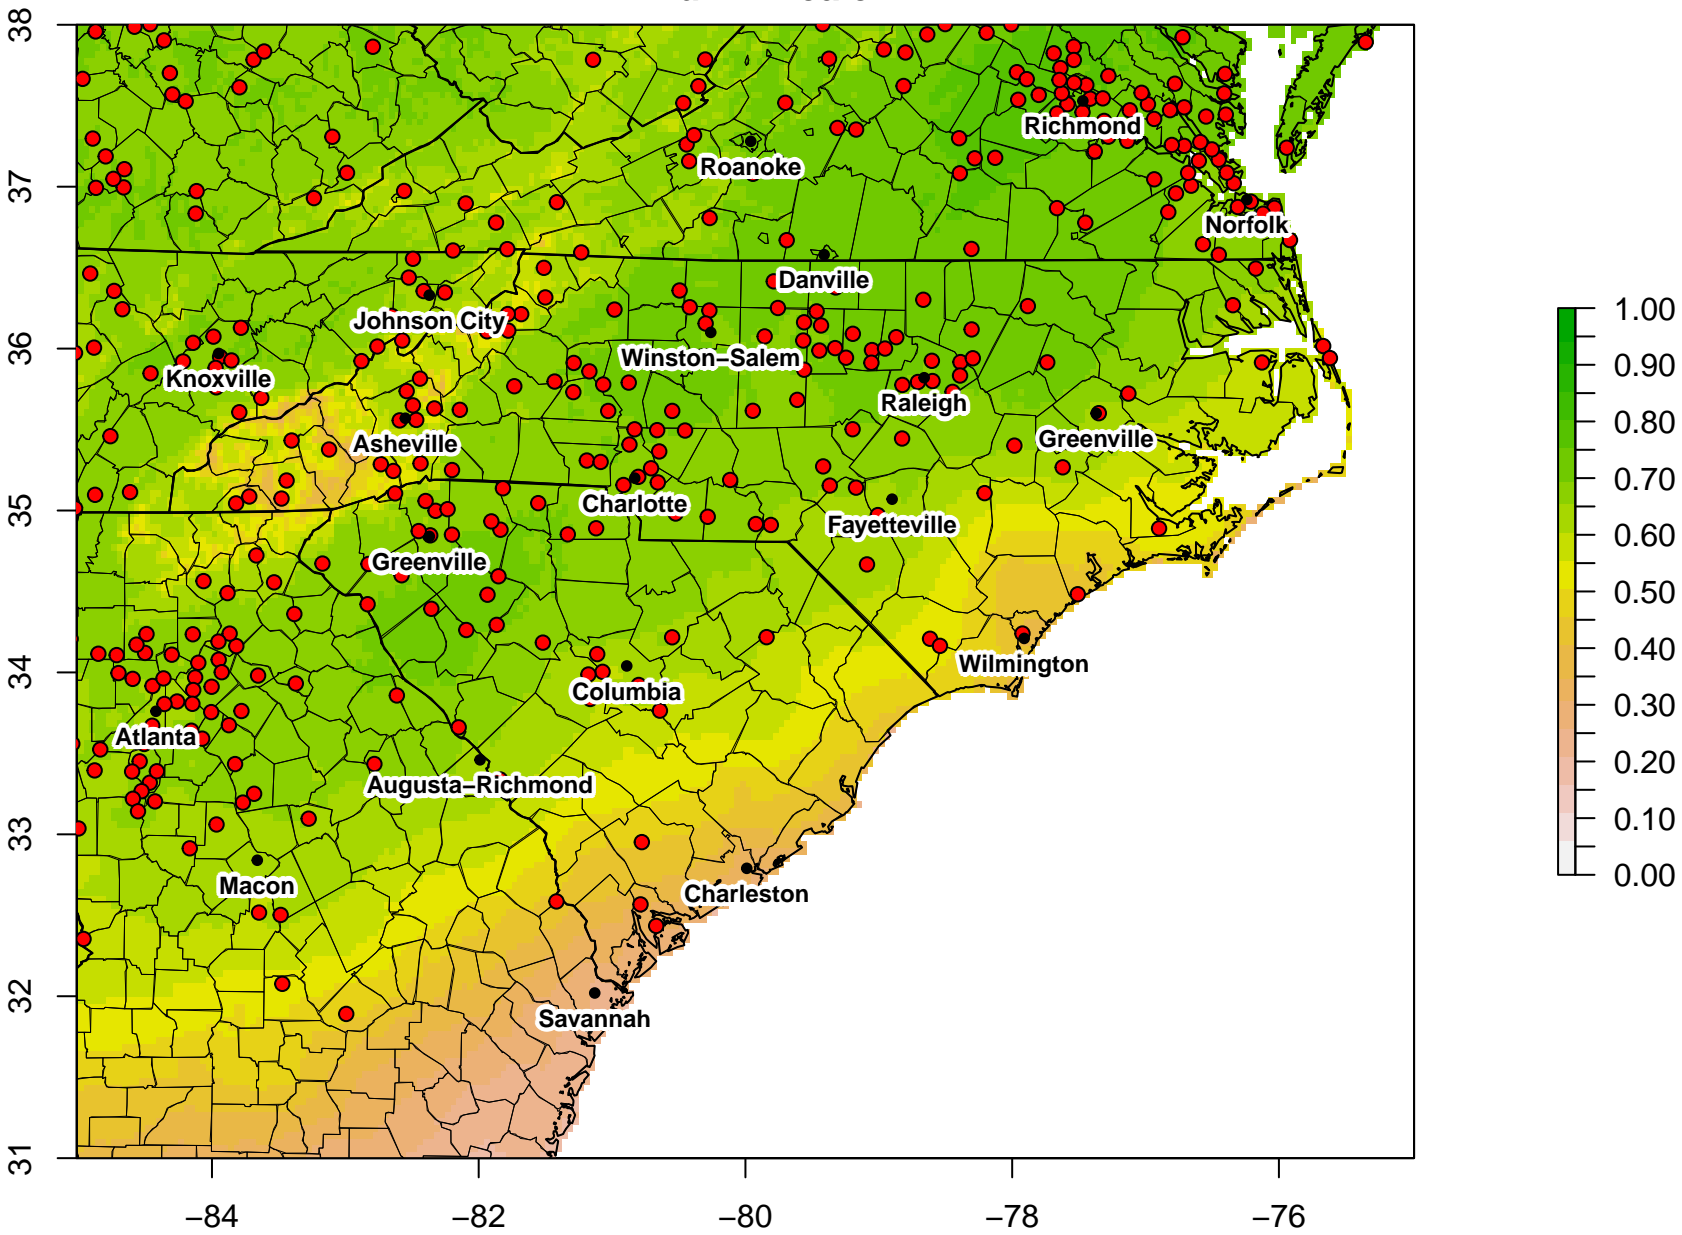 38
37
36
35
34
33
32
31
Richmond
Roanoke
Norfolk
Danville
Johnson City
Winston–Salem
Knoxville
Raleigh
Asheville
Greenville
Charlotte
Fayetteville
Greenville
Wilmington
Columbia
Atlanta
Augusta–Richmond
Macon
Charleston
Savannah
−84
−82
−80
−78
−76
1.00
0.90
0.80
0.70
0.60
0.50
0.40
0.30
0.20
0.10
0.00